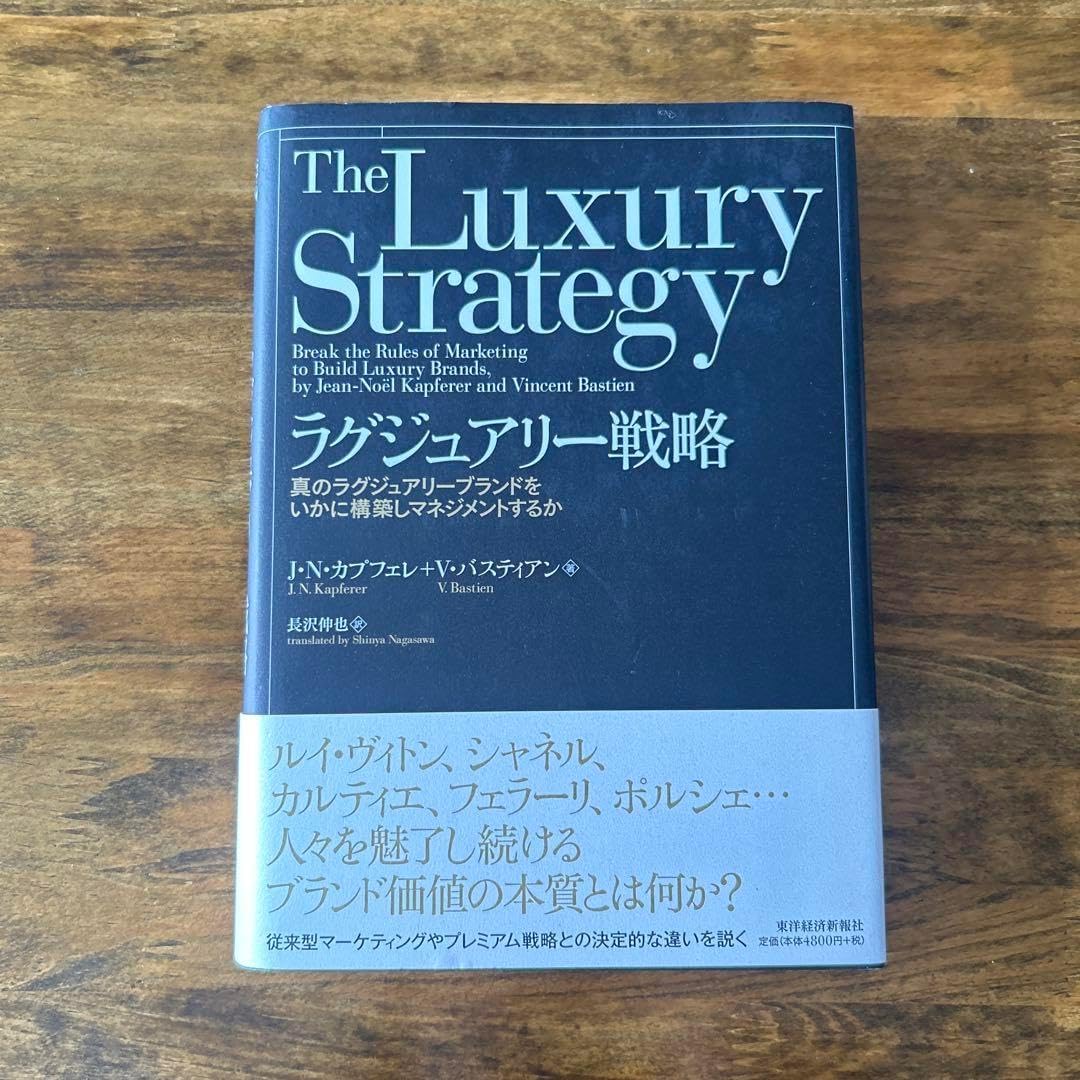 The Luxury
Strategy
Break the Rules of Marketing
to Build Luxury Brands,
by Jean-Noël Kapferer and Vincent Bastien
ラグジュアリー戦略
真のラグジュアリーブランドを
いかに構築しマネジメントするか
J・N・カプフェレ+V・バスティアン 著
J. N. Kapferer V. Bastien
長沢伸也 訳
translated by Shinya Nagasawa
ルイ・ヴィトン、シャネル、
カルティエ、フェラーリ、ポルシェ…
人々を魅了し続ける
ブランド価値の本質とは何か?
従来型マーケティングやプレミアム戦略との決定的な違いを説く
東洋経済新報社
定価(本体4800円+税)